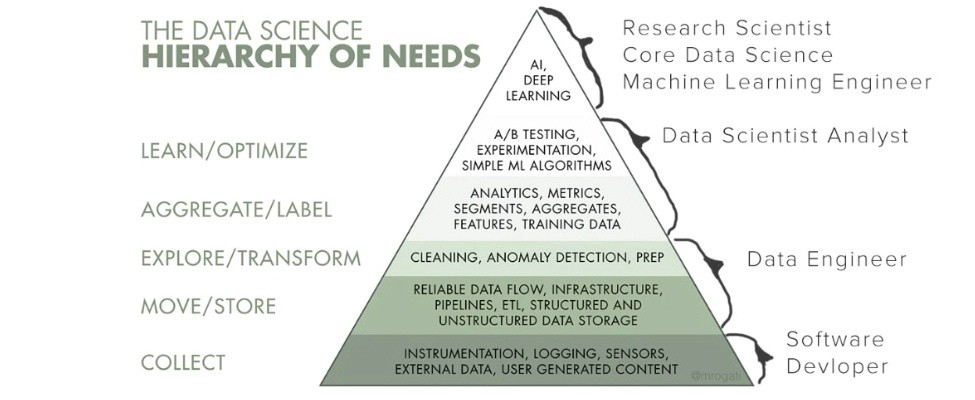 THE DATA SCIENCE
HIERARCHY OF NEEDS
LEARN/OPTIMIZE
AGGREGATE/LABEL
EXPLORE/TRANSFORM
MOVE/STORE
COLLECT
AI,
DEEP
LEARNING
A/B TESTING,
EXPERIMENTATION,
SIMPLE ML ALGORITHMS
ANALYTICS, METRICS,
SEGMENTS, AGGREGATES,
FEATURES, TRAINING DATA
CLEANING, ANOMALY DETECTION, PREP
RELIABLE DATA FLOW, INFRASTRUCTURE,
PIPELINES, ETL, STRUCTURED AND
UNSTRUCTURED DATA STORAGE
INSTRUMENTATION, LOGGING, SENSORS,
EXTERNAL DATA, USER GENERATED CONTENT
@mrogati
Research Scientist
Core Data Science
Machine Learning Engineer
Data Scientist Analyst
Data Engineer
Software
Devloper